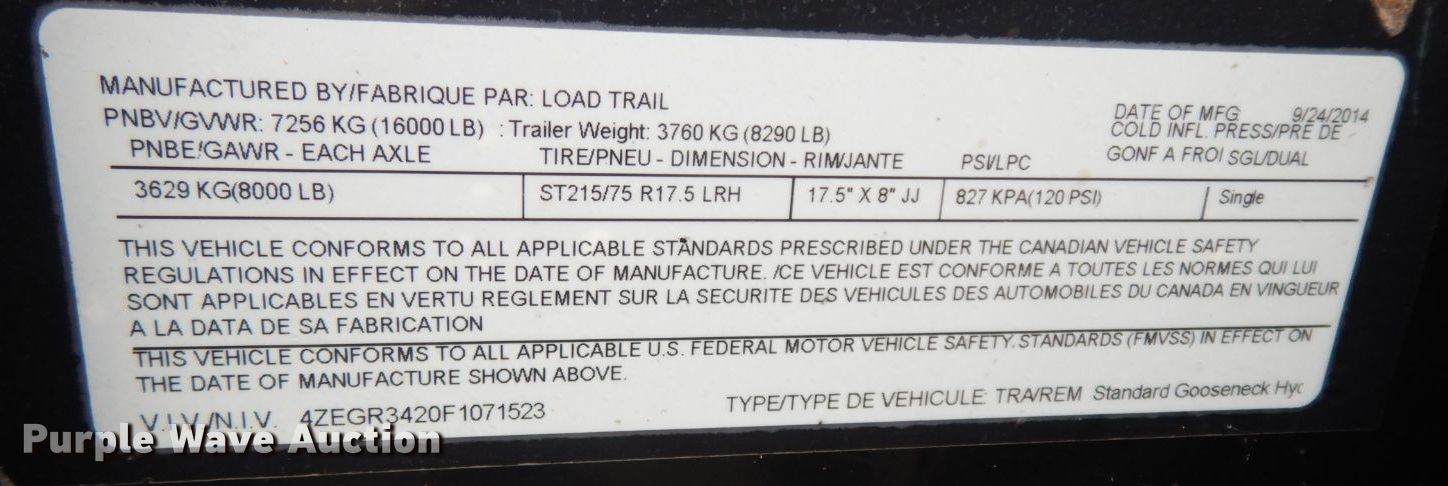 MANUFACTURED BY/FABRIQUE PAR: LOAD TRAIL
DATE OF MFG 9/24/2014
PNBV/GVWR: 7256 KG (16000 LB) : Trailer Weight: 3760 KG (8290 LB)
COLD INFL. PRESS/PRE DE
PNBE/GAWR - EACH AXLE TIRE/PNEU - DIMENSION - RIM/JANTE PSI/LPC GONF A FROI SGL/DUAL
3629 KG(8000 LB) ST215/75 R17.5 LRH 17.5" X 8" JJ 827 KPA(120 PSI) Single
THIS VEHICLE CONFORMS TO ALL APPLICABLE STANDARDS PRESCRIBED UNDER THE CANADIAN VEHICLE SAFETY
REGULATIONS IN EFFECT ON THE DATE OF MANUFACTURE. /CE VEHICLE EST CONFORME A TOUTES LES NORMES QUI LUI
SONT APPLICABLES EN VERTU REGLEMENT SUR LA SECURITE DES VEHICULES DES AUTOMOBILES DU CANADA EN VINGUEUR
A LA DATA DE SA FABRICATION
THIS VEHICLE CONFORMS TO ALL APPLICABLE U.S. FEDERAL MOTOR VEHICLE SAFETY. STANDARDS (FMVSS) IN EFFECT ON
THE DATE OF MANUFACTURE SHOWN ABOVE.
V.I.V./N.I.V. 4ZEGR3420F1071523 TYPE/TYPE DE VEHICULE: TRA/REM Standard Gooseneck Hyd
Purple Wave Auction